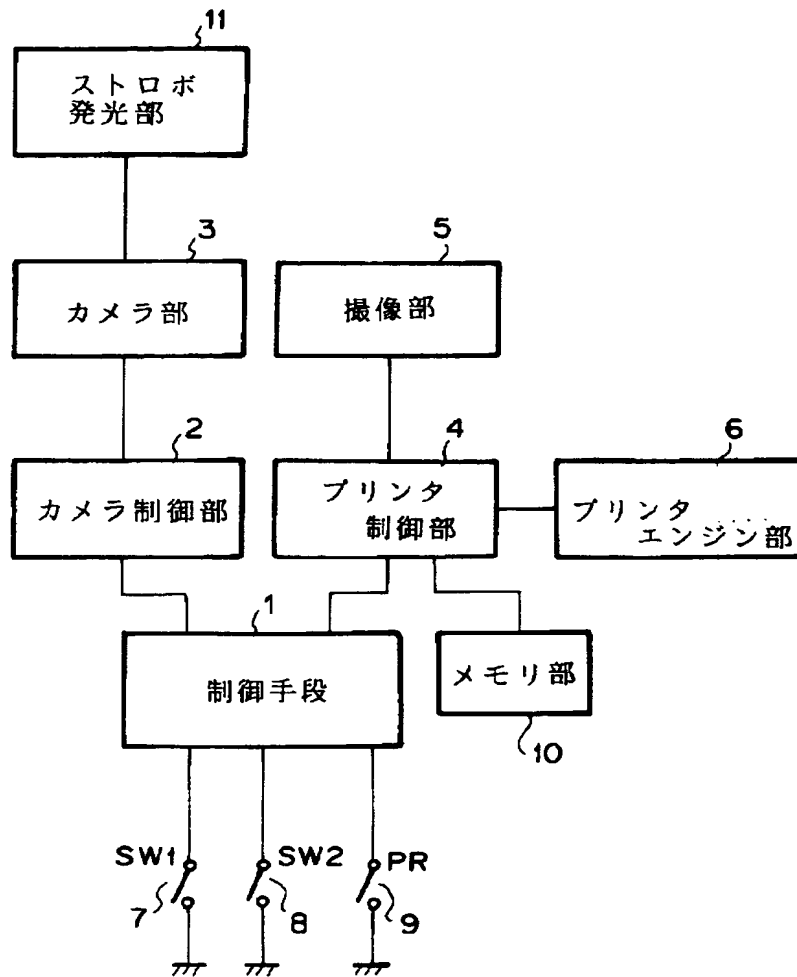 11
ストロボ
発光部
3
カメラ部
5
撮像部
2
カメラ制御部
4
プリンタ
制御部
6
プリンタ
エンジン部
1
制御手段
メモリ部
10
SW1
7
SW2
8
PR
9